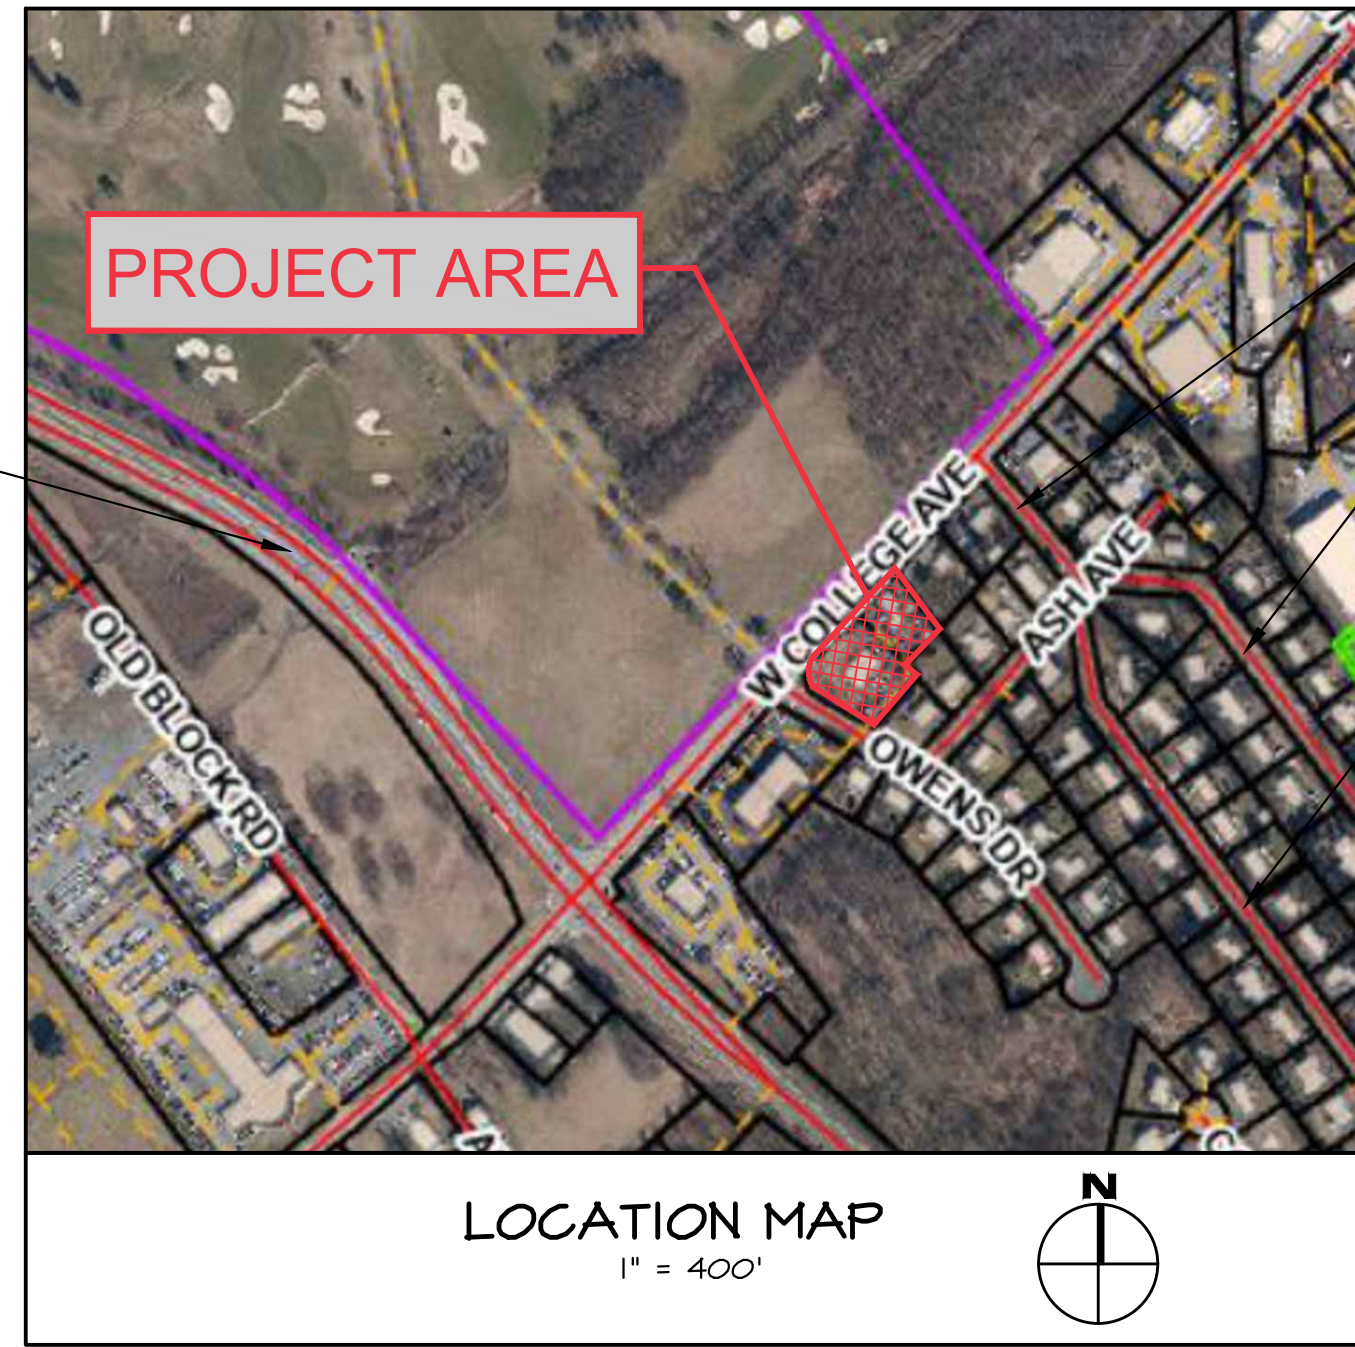 PROJECT AREA
W COLLEGE AVE
ASH AVE
OLD BLOCK RD
OWENS DR
LOCATION MAP
1" = 400'
N